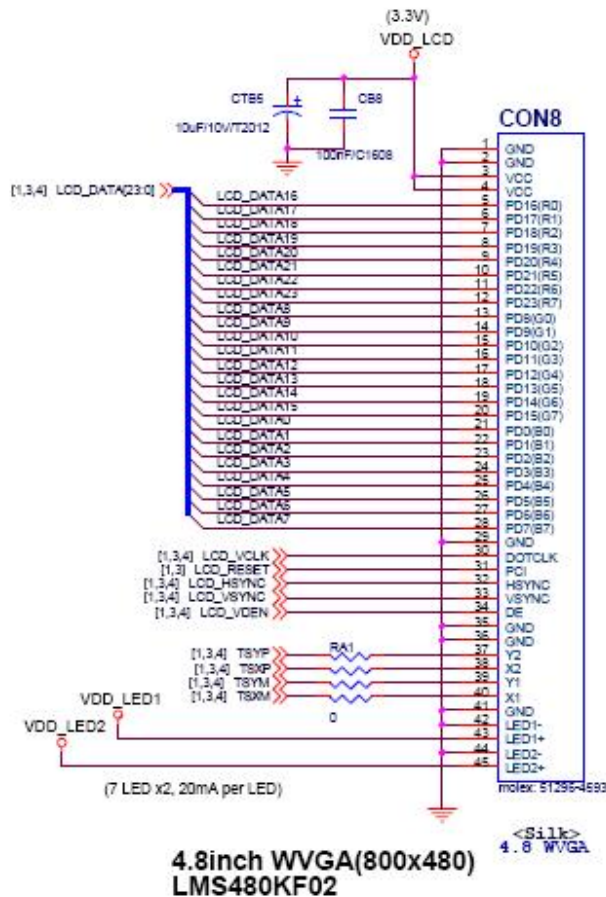 (3.3V)
VDD_LCD
CTB5
10uF/10V/T2012
CB8
100nF/C1608
CON8
[1,3,4] LCD_DATA[23:0]
LCD_DATA16
LCD_DATA17
LCD_DATA18
LCD_DATA19
LCD_DATA20
LCD_DATA21
LCD_DATA22
LCD_DATA23
LCD_DATA8
LCD_DATA9
LCD_DATA10
LCD_DATA11
LCD_DATA12
LCD_DATA13
LCD_DATA14
LCD_DATA15
LCD_DATA0
LCD_DATA1
LCD_DATA2
LCD_DATA3
LCD_DATA4
LCD_DATA5
LCD_DATA6
LCD_DATA7
[1,3,4] LCD_VCLK
[1,3] LCD_RESET
[1,3,4] LCD_HSYNC
[1,3,4] LCD_VSYNC
[1,3,4] LCD_VDEN
[1,3,4] TSYP
[1,3,4] TSXP
[1,3,4] TSYM
[1,3,4] TSXM
RA1
0
VDD_LED1
VDD_LED2
1 GND
2 GND
3 VCC
4 VCC
5 PD16(R0)
6 PD17(R1)
7 PD18(R2)
8 PD19(R3)
9 PD20(R4)
10 PD21(R5)
11 PD22(R6)
12 PD23(R7)
13 PD8(G0)
14 PD9(G1)
15 PD10(G2)
16 PD11(G3)
17 PD12(G4)
18 PD13(G5)
19 PD14(G6)
20 PD15(G7)
21 PD0(B0)
22 PD1(B1)
23 PD2(B2)
24 PD3(B3)
25 PD4(B4)
26 PD5(B5)
27 PD6(B6)
28 PD7(B7)
29 GND
30 DOTCLK
31 PCI
32 HSYNC
33 VSYNC
34 DE
35 GND
36 GND
37 Y2
38 X2
39 Y1
40 X1
41 GND
42 LED1-
43 LED1+
44 LED2-
45 LED2+
(7 LED x2, 20mA per LED)
molex: 51296-4593
<Silk>
4.8 WVGA
4.8inch WVGA(800x480)
LMS480KF02